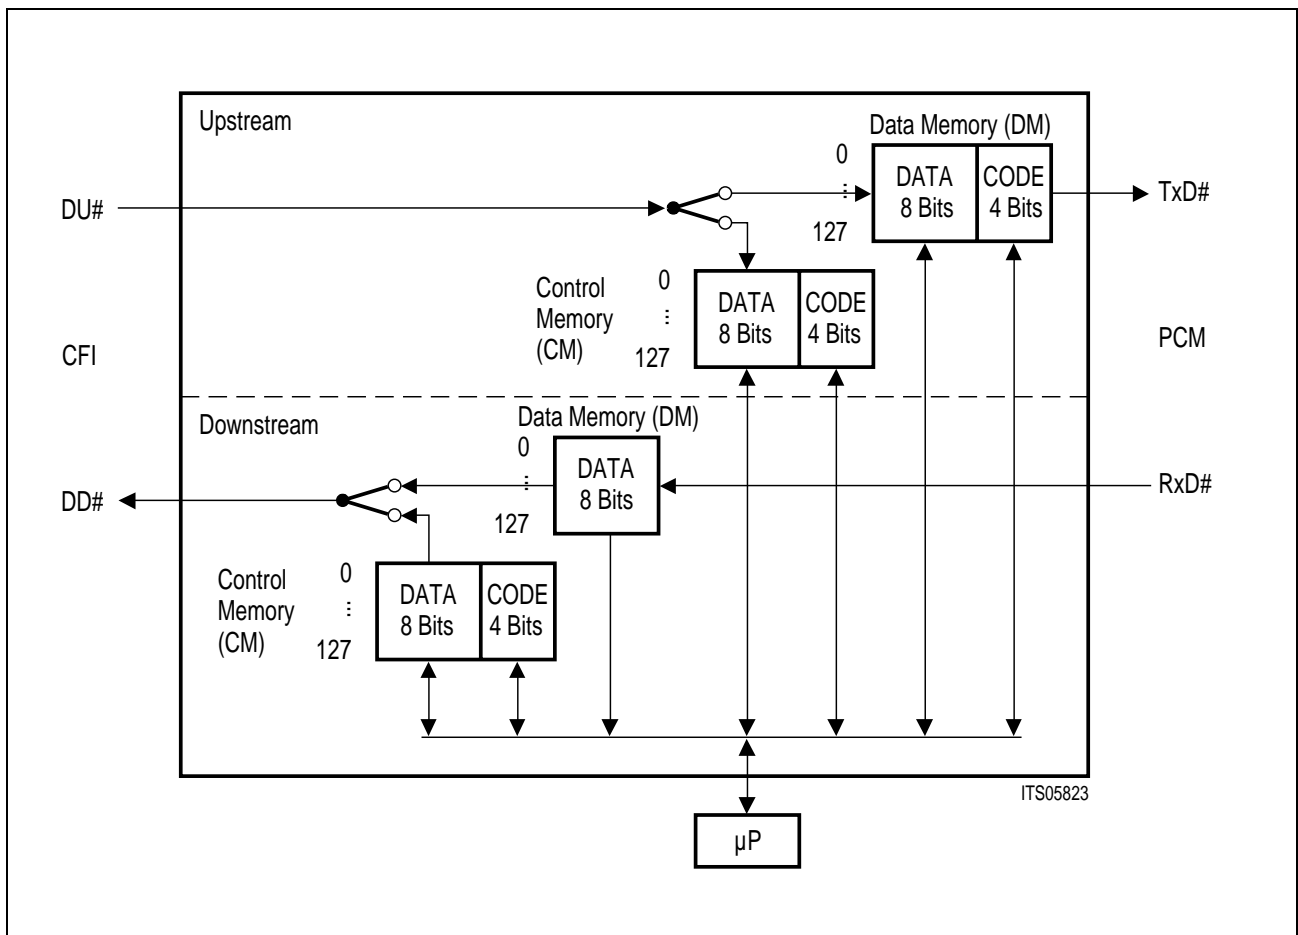 Upstream
Data Memory (DM)
0
...
127
DATA
8 Bits
CODE
4 Bits
DU#
TxD#
Control
Memory
(CM)
0
...
127
DATA
8 Bits
CODE
4 Bits
CFI
PCM
Downstream
Data Memory (DM)
0
...
127
DATA
8 Bits
DD#
RxD#
Control
Memory
(CM)
0
...
127
DATA
8 Bits
CODE
4 Bits
ITS05823
µP